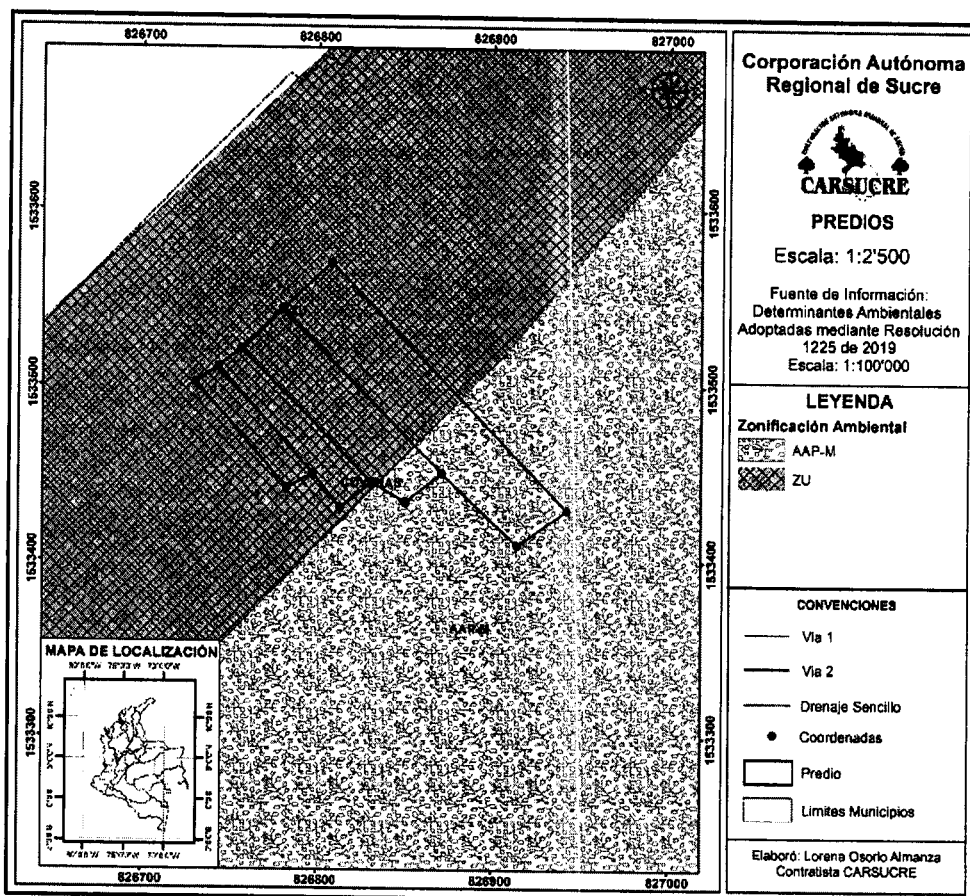 826700 826800 826900 827000
1533600
1533500
1533400
1533300
1533600
1533500
1533400
1533300
AAP-M
MAPA DE LOCALIZACIÓN
826700 826800 826900 827000
Corporación Autónoma
Regional de Sucre
CARSUCRE
PREDIOS
Escala: 1:2'500
Fuente de Información:
Determinantes Ambientales
Adoptadas mediante Resolución
1225 de 2019
Escala: 1:100'000
LEYENDA
Zonificación Ambiental
AAP-M
ZU
CONVENCIONES
Via 1
Via 2
Drenaje Sencillo
Coordenadas
Predio
Limites Municipios
Elaboró: Lorena Osorio Almanza
Contratista CARSUCRE